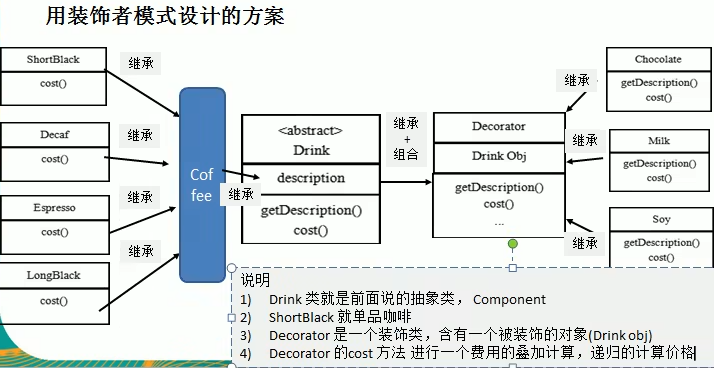 用装饰者模式设计的方案
ShortBlack
cost()
继承
Decaf
cost()
继承
Espresso
cost()
继承
LongBlack
cost()
继承
Cof
fee
继承
<abstract>
Drink
description
getDescription()
cost()
继承
+
组合
Decorator
Drink Obj
getDescription()
cost()
...
继承
Chocolate
getDescription()
cost()
继承
Milk
getDescription()
cost()
继承
Soy
getDescription()
cost()
说明
1) Drink 类就是前面说的抽象类， Component
2) ShortBlack 就单品咖啡
3) Decorator 是一个装饰类，含有一个被装饰的对象(Drink obj)
4) Decorator 的cost 方法 进行一个费用的叠加计算，递归的计算价格